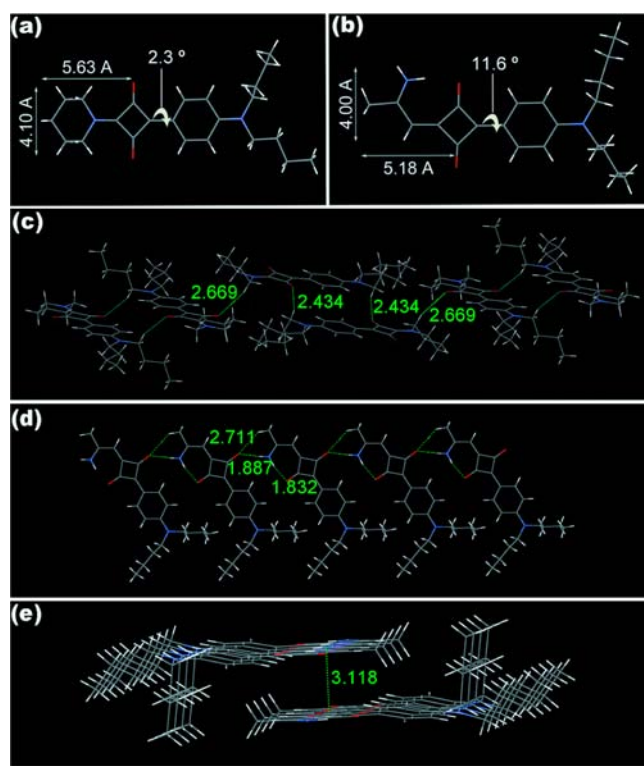 (a)
5.63 A
2.3 º
4.10 A
(b)
11.6 º
4.00 A
5.18 A
(c)
2.669
2.434
2.434
2.669
(d)
2.711
1.887
1.832
(e)
3.118